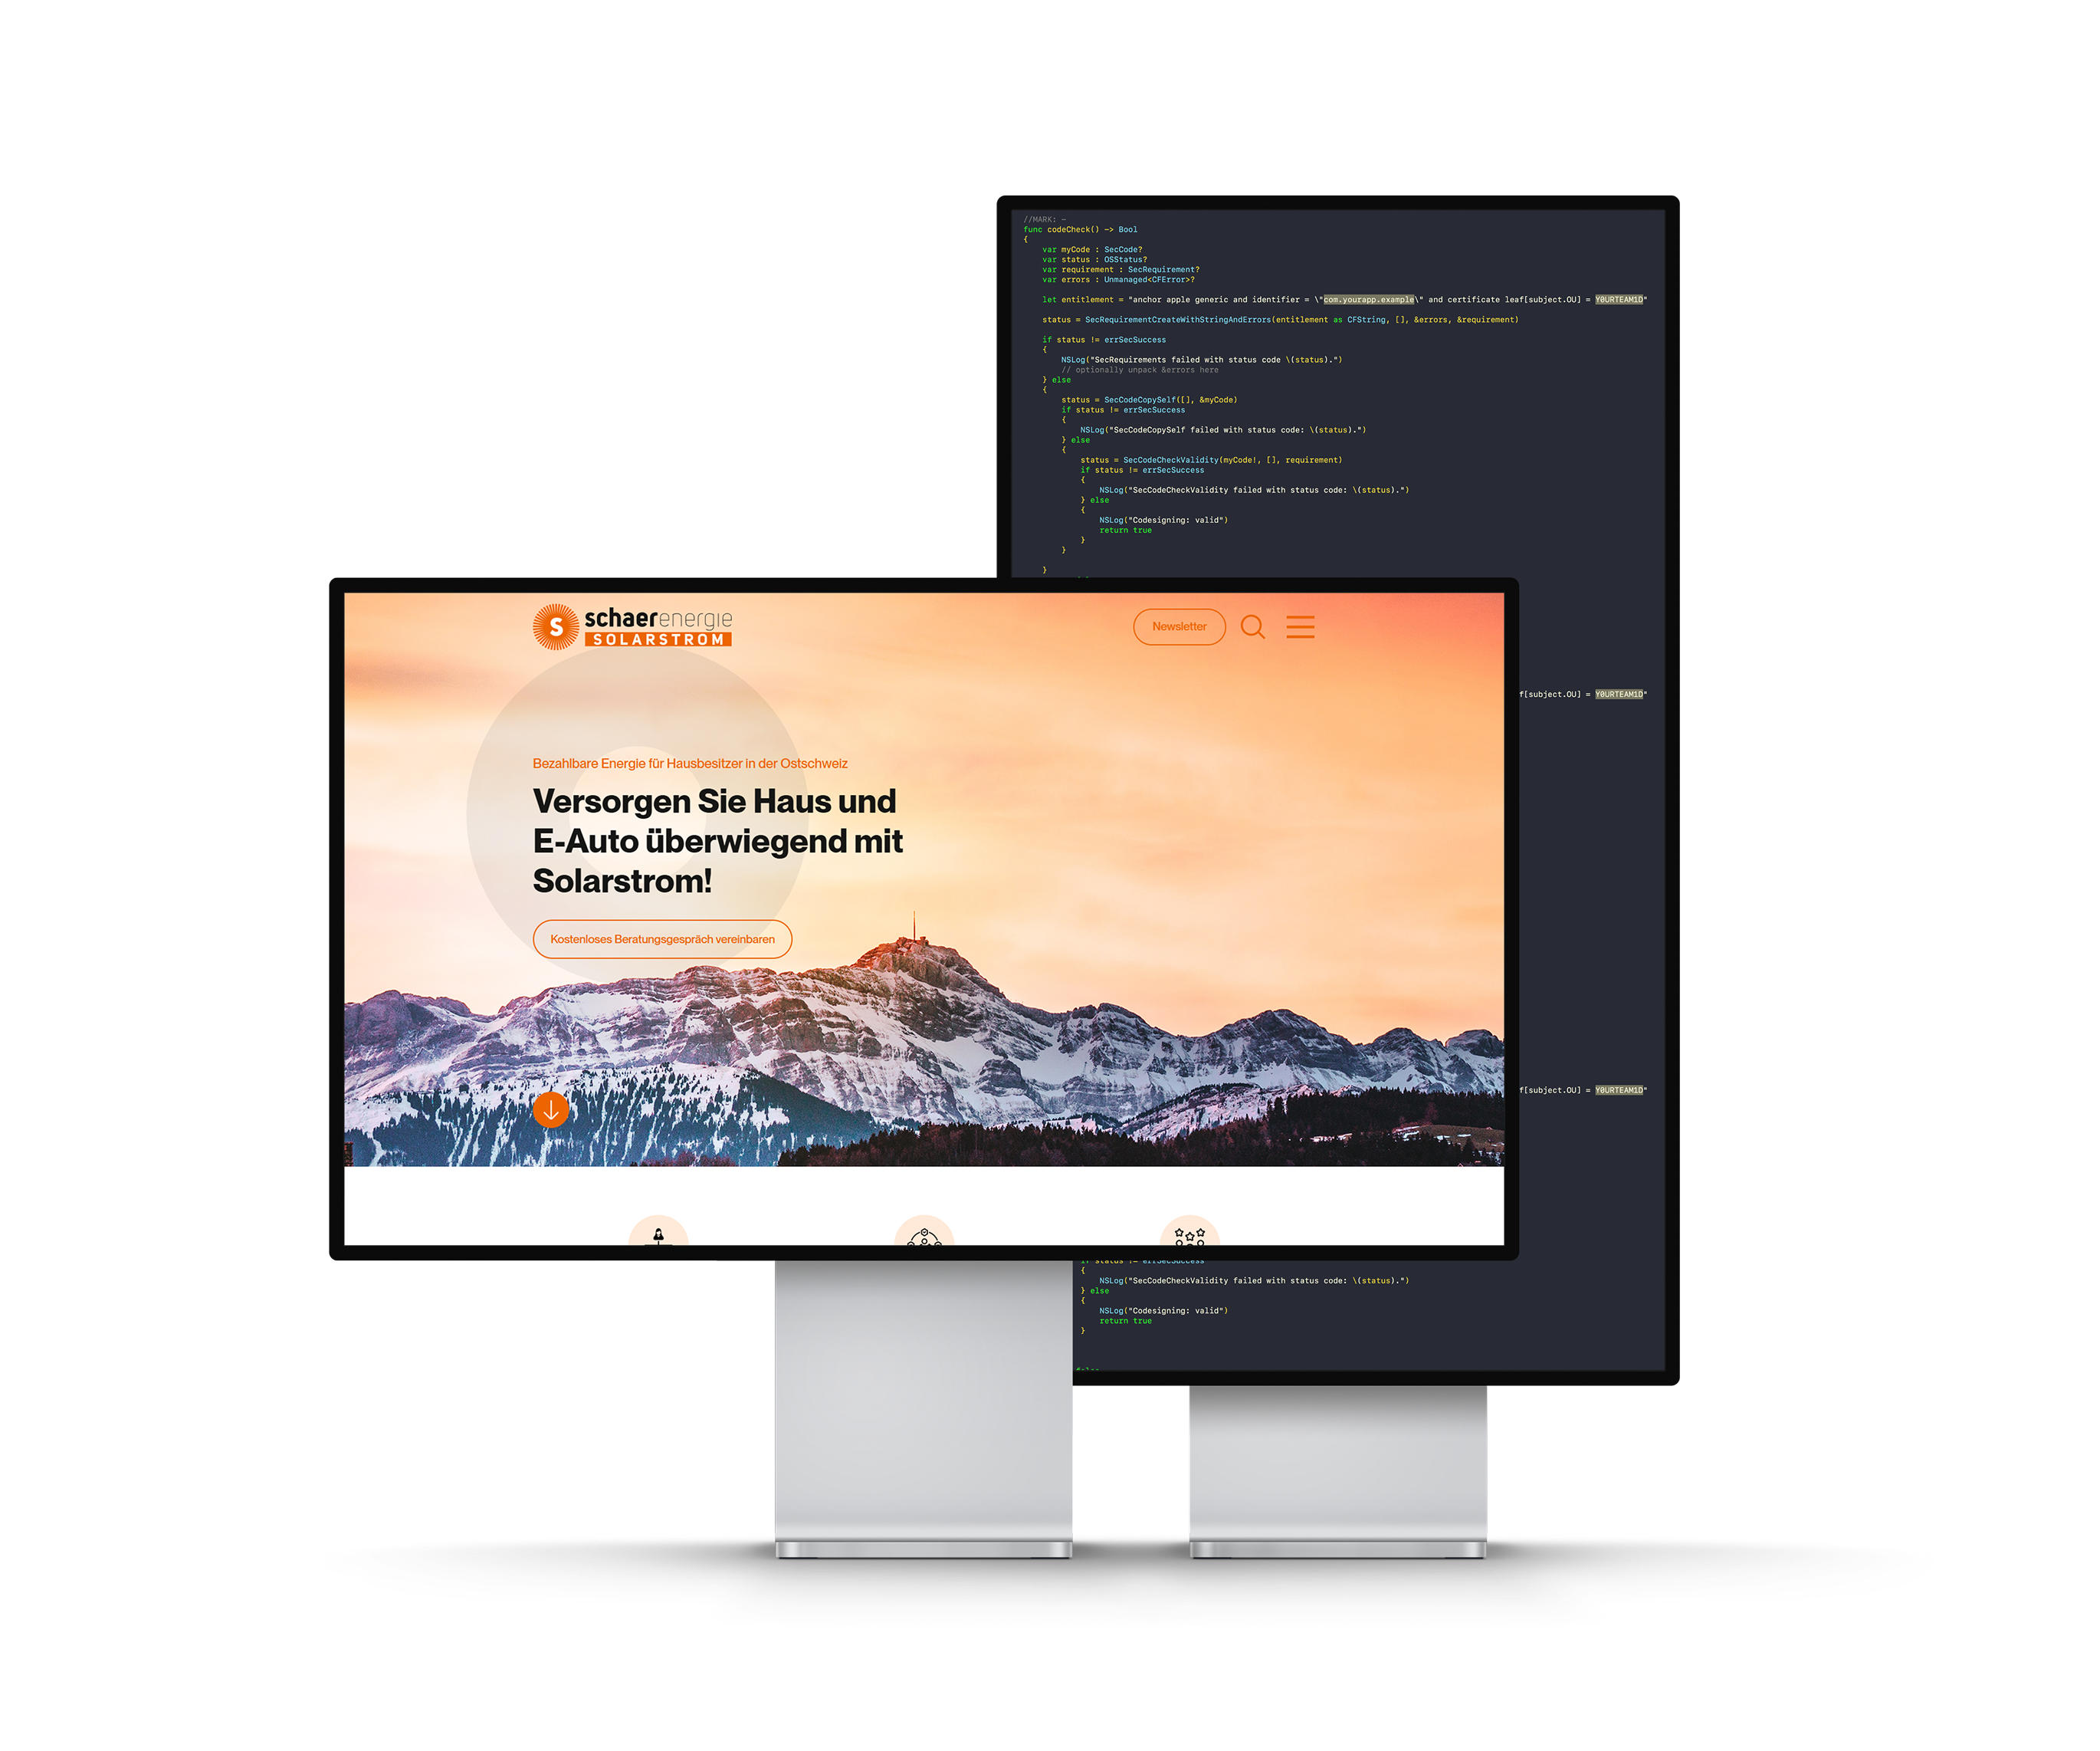 //MARK: –
func codeCheck() -> Bool
{
var myCode : SecCode?
var status : OSStatus?
var requirement : SecRequirement?
var errors : Unmanaged<CFError>?
let entitlement = "anchor apple generic and identifier = \"com.yourapp.example\" and certificate leaf[subject.OU] = Y0URTEAM1D"
status = SecRequirementCreateWithStringAndErrors(entitlement as CFString, [], &errors, &requirement)
if status != errSecSuccess
{
NSLog("SecRequirements failed with status code \(status).")
// optionally unpack &errors here
} else
{
status = SecCodeCopySelf([], &myCode)
if status != errSecSuccess
{
NSLog("SecCodeCopySelf failed with status code: \(status).")
} else
{
status = SecCodeCheckValidity(myCode!, [], requirement)
if status != errSecSuccess
{
NSLog("SecCodeCheckValidity failed with status code: \(status).")
} else
{
NSLog("Codesigning: valid")
return true
}
}
}
S schaerenergie
SOLARSTROM
Newsletter
f[subject.OU] = Y0URTEAM1D"
Bezahlbare Energie für Hausbesitzer in der Ostschweiz
Versorgen Sie Haus und
E-Auto überwiegend mit
Solarstrom!
Kostenloses Beratungsgespräch vereinbaren
f[subject.OU] = Y0URTEAM1D"
if status != errSecSuccess
{
NSLog("SecCodeCheckValidity failed with status code: \(status).")
} else
{
NSLog("Codesigning: valid")
return true
}